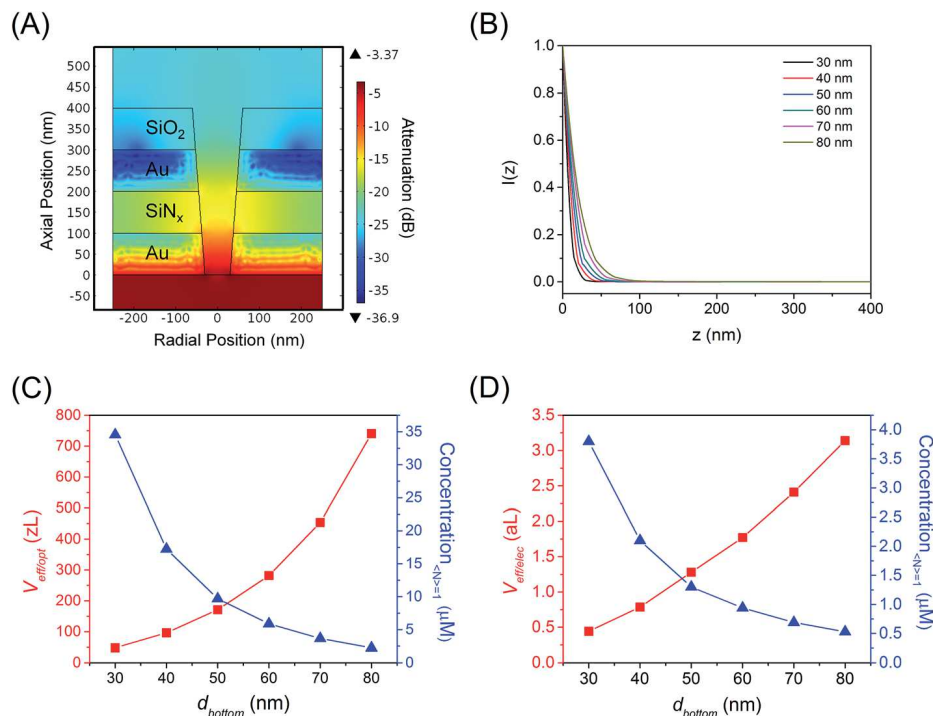 (A)
▲ -3.37
Axial Position (nm)
500
450
400
350
300
250
200
150
100
50
0
-50
SiO2
Au
SiNx
Au
-200 -100 0 100 200
Radial Position (nm)
-5
-10
-15
-20
-25
-30
-35
▼ -36.9
Attenuation (dB)
(B)
I(z)
1.0
0.8
0.6
0.4
0.2
0.0
30 nm
40 nm
50 nm
60 nm
70 nm
80 nm
0 100 200 300 400
z (nm)
(C)
Veff/opt (zL)
800
700
600
500
400
300
200
100
0
35
30
25
20
15
10
5
0
Concentration<N>=1 (μM)
30 40 50 60 70 80
dbottom (nm)
(D)
Veff/elec (aL)
3.5
3.0
2.5
2.0
1.5
1.0
0.5
0.0
4.0
3.5
3.0
2.5
2.0
1.5
1.0
0.5
0.0
Concentration<N>=1 (μM)
30 40 50 60 70 80
dbottom (nm)